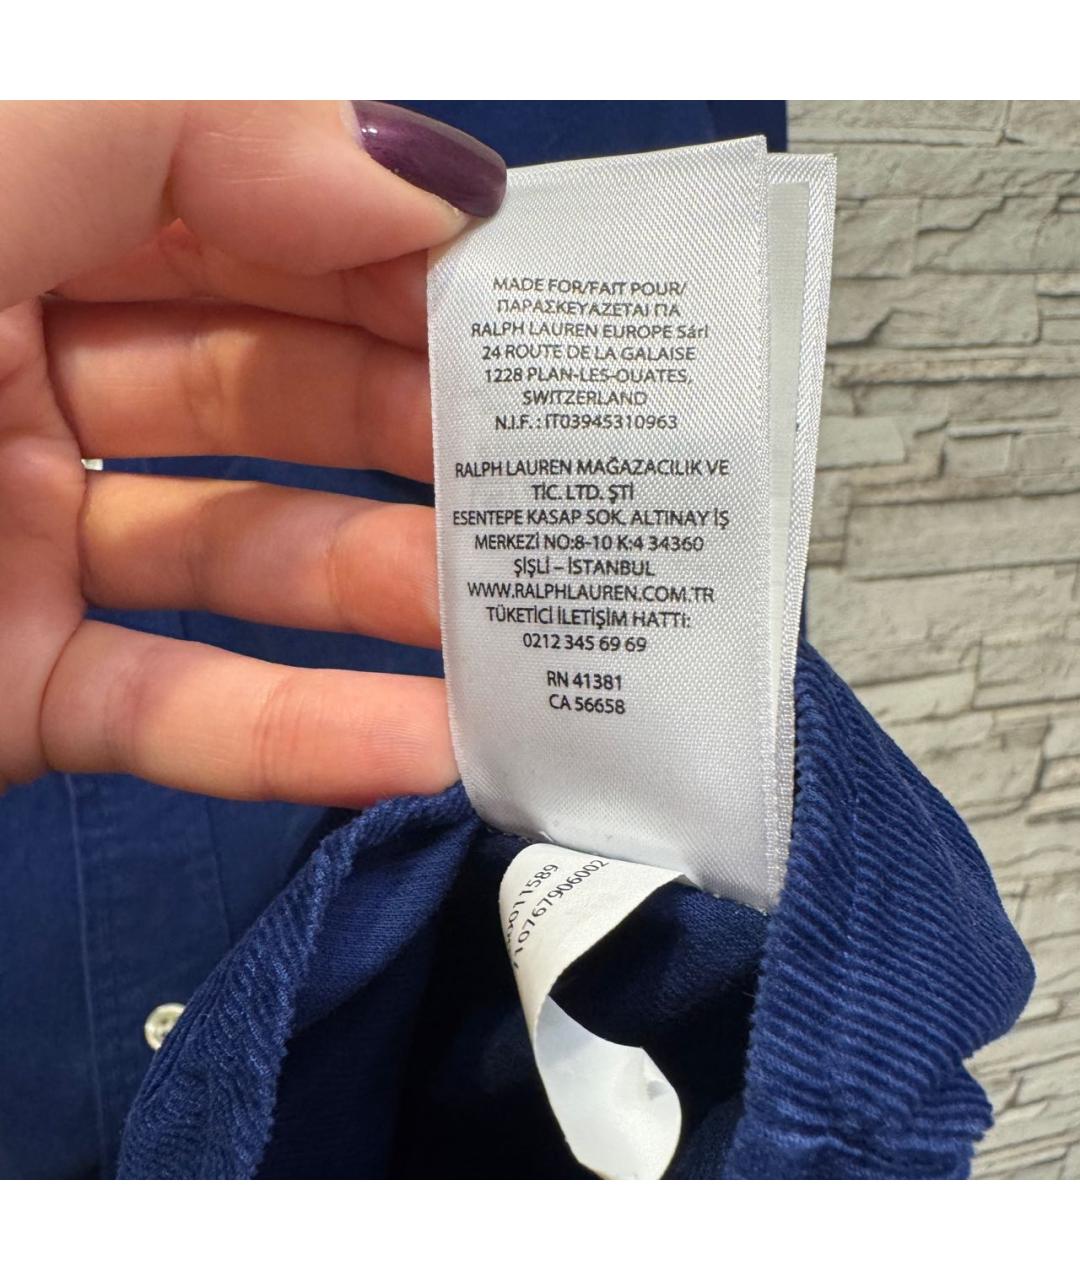 MADE FOR/FAIT POUR/
ΠΑΡΑΣΚΕΥΑΖΕΤΑΙ ΓΙΑ
RALPH LAUREN EUROPE Sárl
24 ROUTE DE LA GALAISE
1228 PLAN-LES-OUATES,
SWITZERLAND
N.I.F. : IT03945310963
RALPH LAUREN MAĞAZACILIK VE
TİC. LTD. ŞTİ
ESENTEPE KASAP SOK. ALTINAY İŞ
MERKEZİ NO:8-10 K:4 34360
ŞİŞLİ – İSTANBUL
WWW.RALPHLAUREN.COM.TR
TÜKETİCİ İLETİŞİM HATTI:
0212 345 69 69
RN 41381
CA 56658